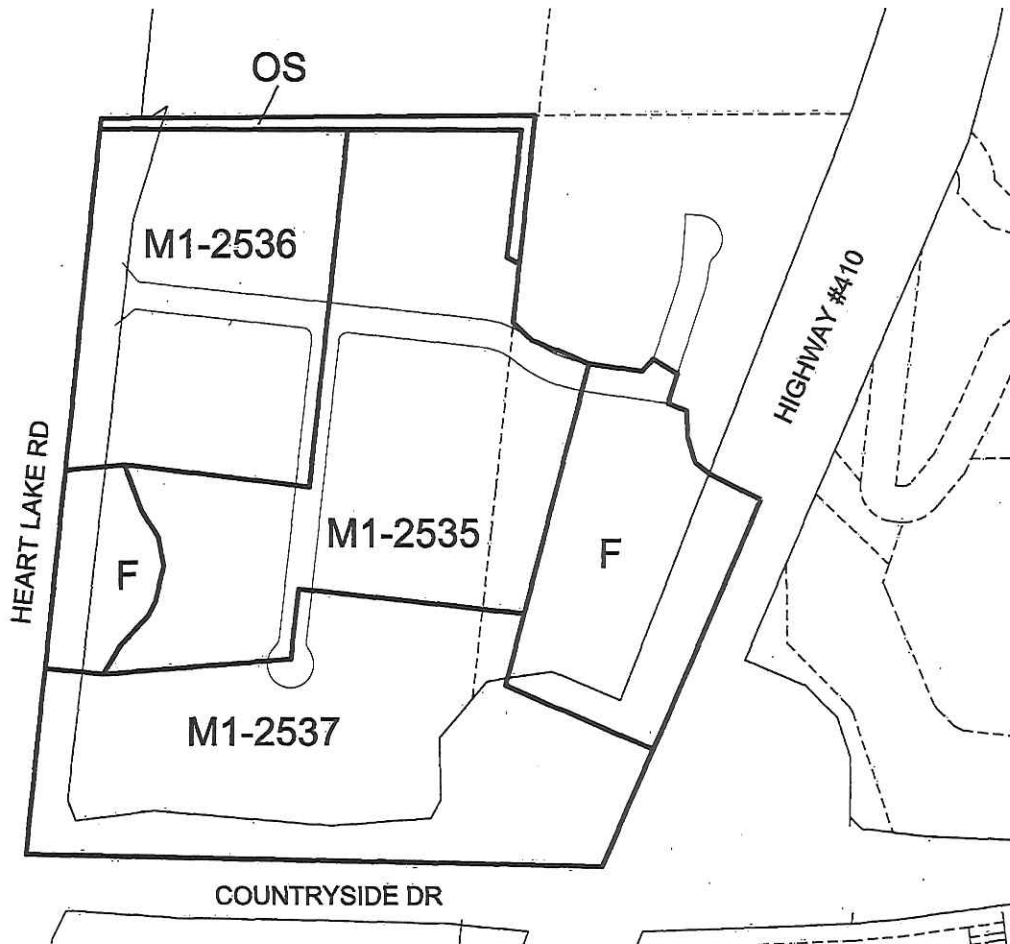 OS
M1-2536
HIGHWAY #410
HEART LAKE RD
M1-2535
F
F
M1-2537
COUNTRYSIDE DR